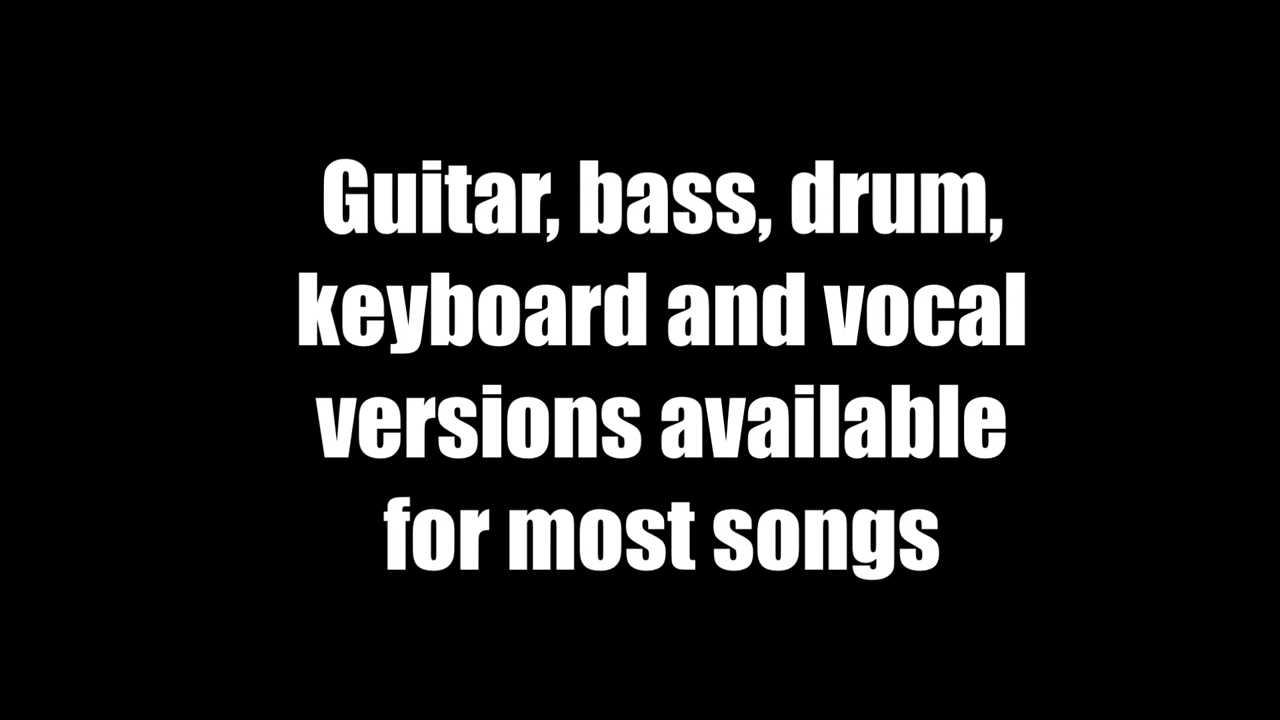 Guitar, bass, drum,
keyboard and vocal
versions available
for most songs